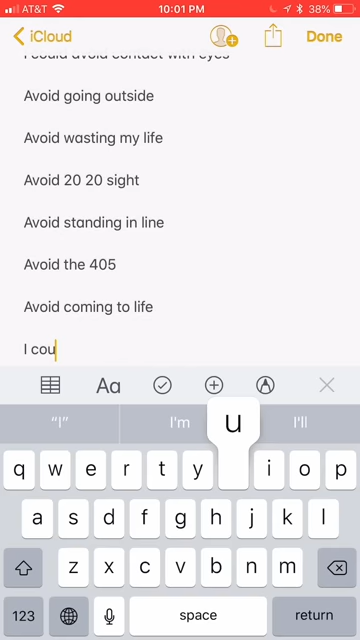 AT&T 10:01 PM 38%
iCloud Done
I could avoid contact with eyes
Avoid going outside
Avoid wasting my life
Avoid 20 20 sight
Avoid standing in line
Avoid the 405
Avoid coming to life
I cou
Aa
“I” I'm I'll
u
q w e r t y i o p
a s d f g h j k l
z x c v b n m
123 space return